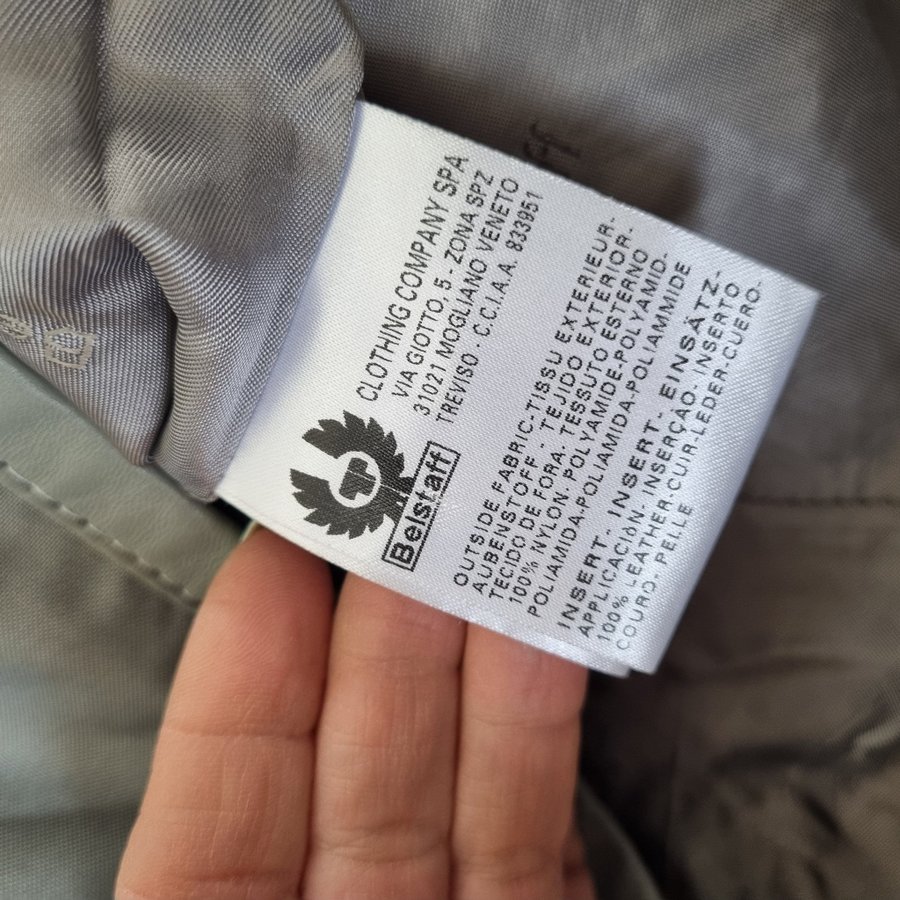 CLOTHING COMPANY SPA
VIA GIOTTO, 5 - ZONA SPZ
31021 MOGLIANO VENETO
TREVISO - C.C.I.A.A. 833951
Belstaff
OUTSIDE FABRIC-TISSU EXTERIEUR.
AUBENSTOFF - TEJIDO EXTERIOR.
TECIDO DE FORA. TESSUTO ESTERNO
100% NYLON. POLYAMIDE-POLYAMID.
POLIAMIDA-POLIAMIDA-POLIAMMIDE
INSERT - INSERT - EINSÄTZ-
APPLICACIÁN. INSERÇÃO. INSERTO
100% LEATHER.CUIR-LEDER.CUERO.
COURO. PELLE